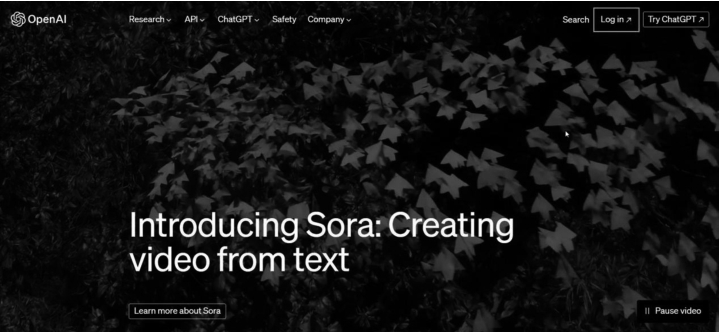 OpenAI Research API ChatGPT Safety Company Search Log in ↗ Try ChatGPT ↗
Introducing Sora: Creating
video from text
Learn more about Sora
Pause video